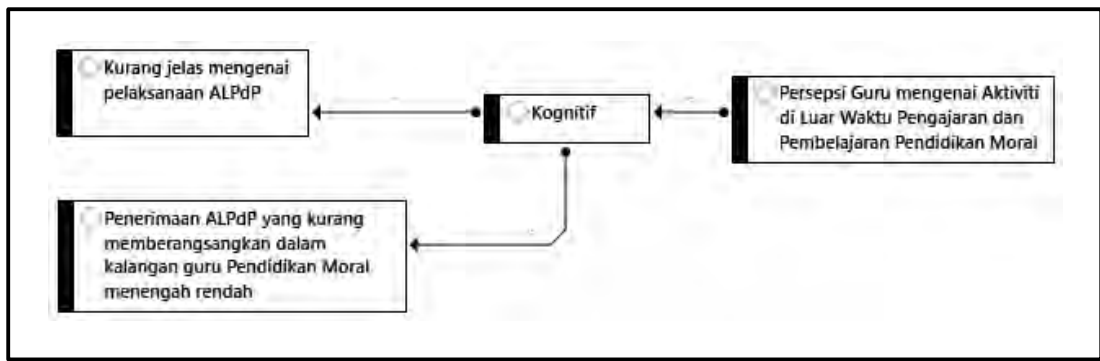 Kurang jelas mengenai
pelaksanaan ALPdP
Kognitif
Persepsi Guru mengenai Aktiviti
di Luar Waktu Pengajaran dan
Pembelajaran Pendidikan Moral
Penerimaan ALPdP yang kurang
memberangsangkan dalam
kalangan guru Pendidikan Moral
menengah rendah